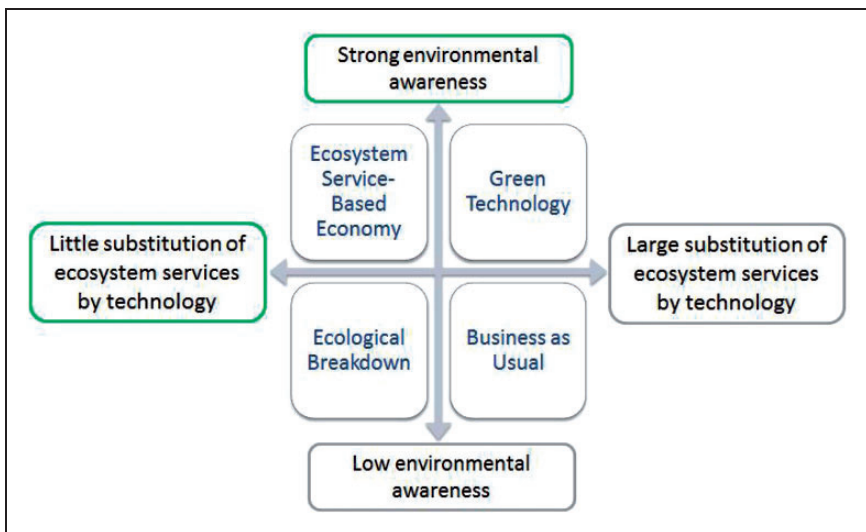 Strong environmental
awareness
Ecosystem
Service-
Based
Economy
Green
Technology
Little substitution of
ecosystem services
by technology
Large substitution of
ecosystem services
by technology
Ecological
Breakdown
Business as
Usual
Low environmental
awareness